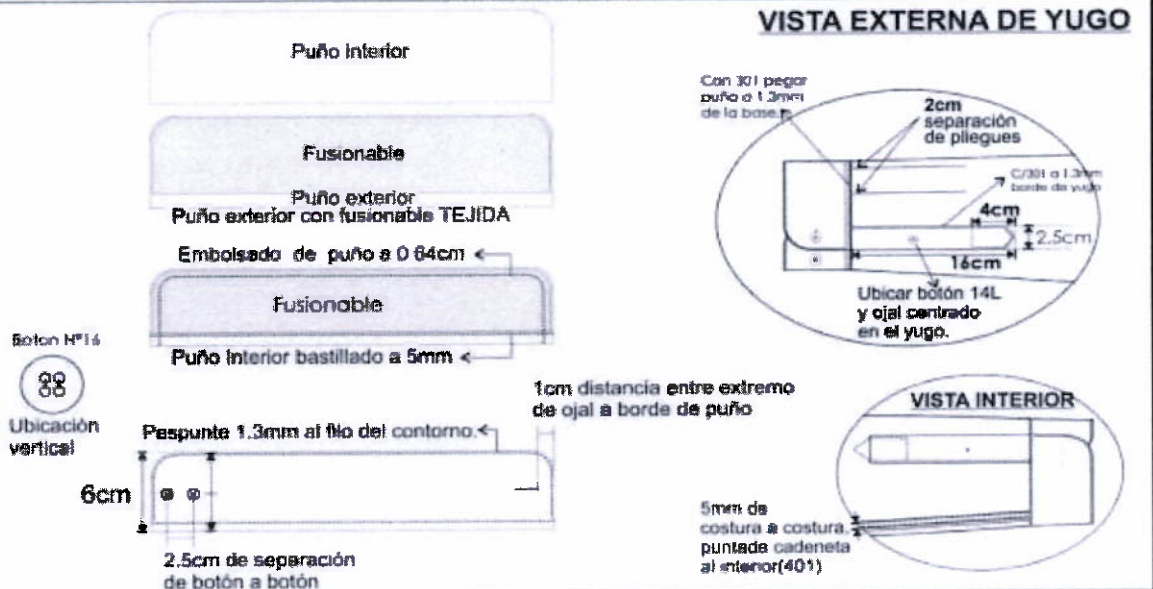 VISTA EXTERNA DE YUGO
Puño interior
Fusionable
Puño exterior
Puño exterior con fusionable TEJIDA
Embolsado de puño a 0 64cm
Fusionable
Puño Interior bastillado a 5mm
Boton Nº16
Ubicación
vertical
1cm distancia entre extremo
de ojal a borde de puño
Pespunte 1.3mm al filo del contorno.
6cm
2.5cm de separación
de botón a botón
Con 301 pegar
puño a 1.3mm
de la base.
2cm
separación
de pliegues
C/301 a 1.3mm
borde de yugo
4cm
2.5cm
16cm
Ubicar botón 14L
y ojal centrado
en el yugo.
VISTA INTERIOR
5mm de
costura a costura.
puntada cadeneta
al interior(401)